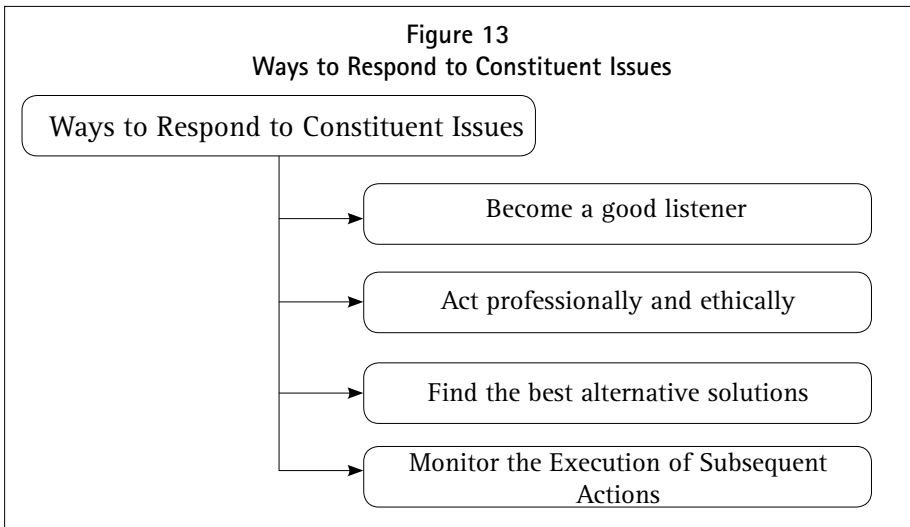 Figure 13
Ways to Respond to Constituent Issues
Ways to Respond to Constituent Issues
Become a good listener
Act professionally and ethically
Find the best alternative solutions
Monitor the Execution of Subsequent
Actions